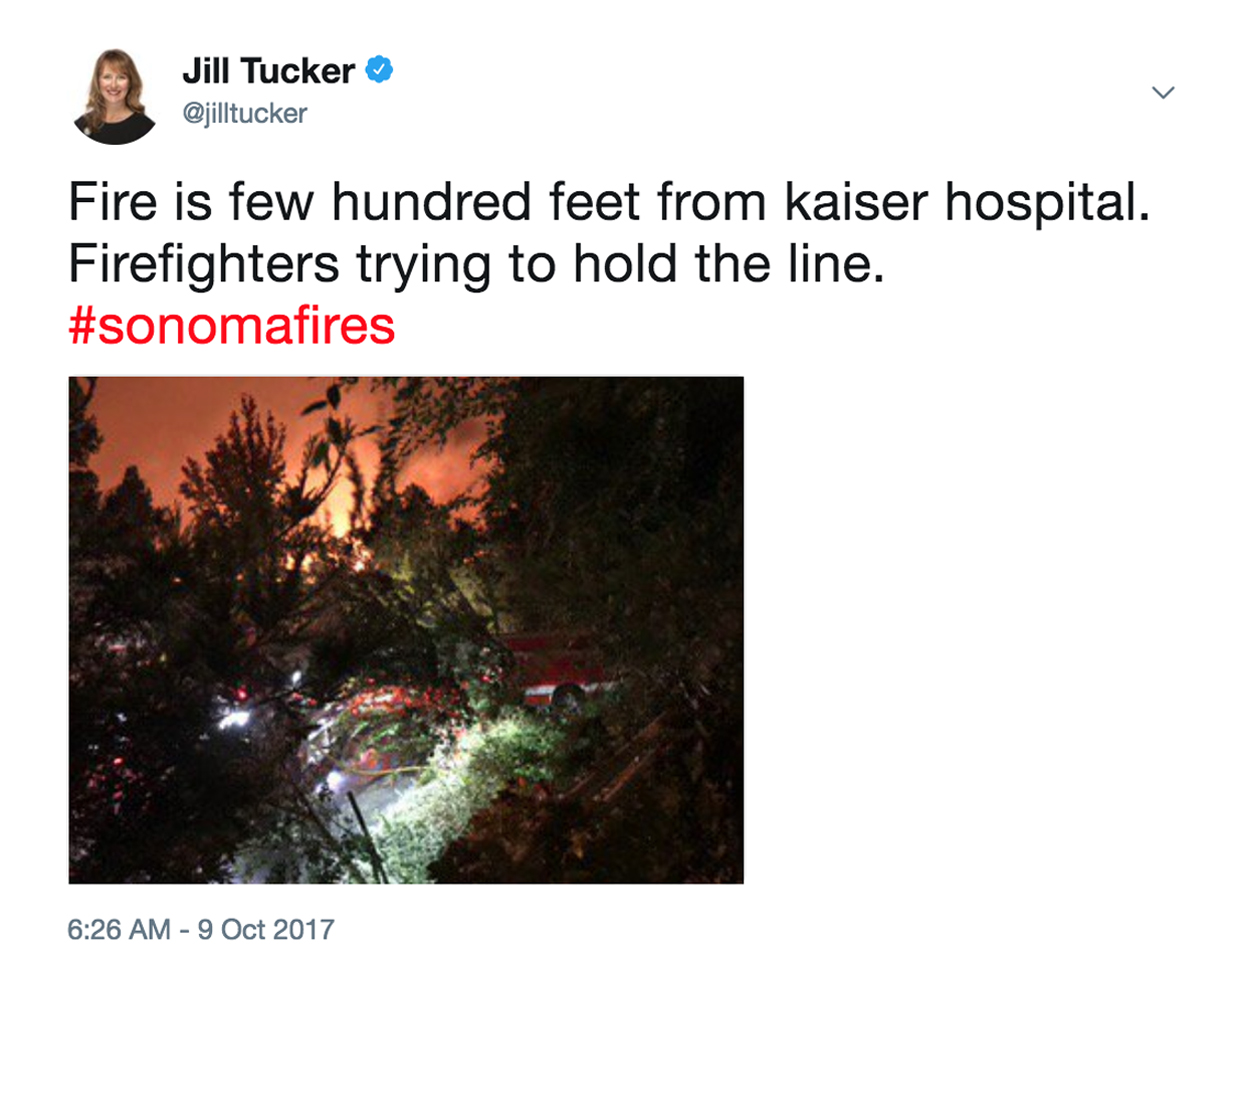 Jill Tucker
@jilltucker
Fire is few hundred feet from kaiser hospital.
Firefighters trying to hold the line.
#sonomafires
6:26 AM - 9 Oct 2017